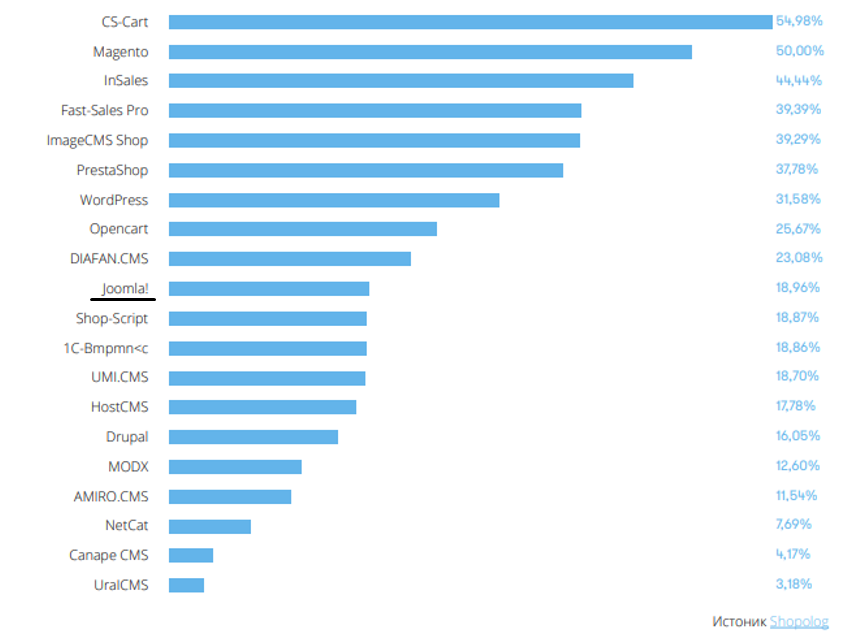 CS-Cart 54,98%
Magento 50,00%
InSales 44,44%
Fast-Sales Pro 39,39%
ImageCMS Shop 39,29%
PrestaShop 37,78%
WordPress 31,58%
Opencart 25,67%
DIAFAN.CMS 23,08%
Joomla! 18,96%
Shop-Script 18,87%
1C-Bmpmn<c 18,86%
UMI.CMS 18,70%
HostCMS 17,78%
Drupal 16,05%
MODX 12,60%
AMIRO.CMS 11,54%
NetCat 7,69%
Canape CMS 4,17%
UralCMS 3,18%
Истоник Shopolog